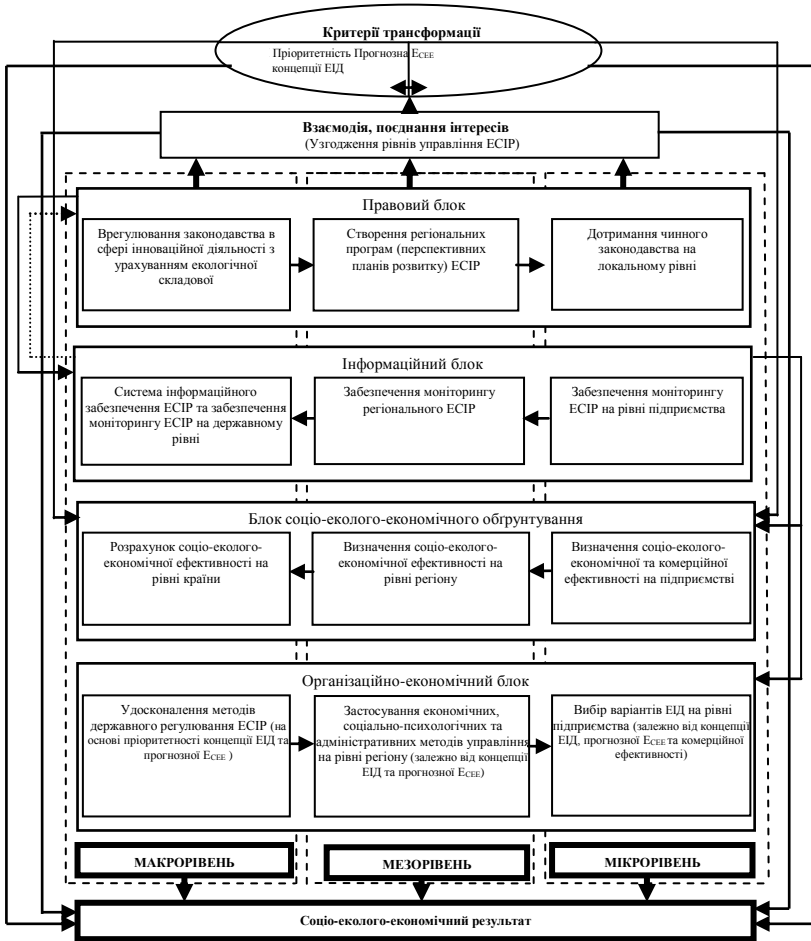 Критерії трансформації
Пріоритетність Прогнозна ECEE
концепції ЕІД
Взаємодія, поєднання інтересів
(Узгодження рівнів управління ЕСІР)
Правовий блок
Врегулювання законодавства в
сфері інноваційної діяльності з
урахуванням екологічної
складової
Створення регіональних
програм (перспективних
планів розвитку) ЕСІР
Дотримання чинного
законодавства на
локальному рівні
Інформаційний блок
Система інформаційного
забезпечення ЕСІР та забезпечення
моніторингу ЕСІР на державному
рівні
Забезпечення моніторингу
регіонального ЕСІР
Забезпечення моніторингу
ЕСІР на рівні підприємства
Блок соціо-еколого-економічного обґрунтування
Розрахунок соціо-еколого-
економічної ефективності на
рівні країни
Визначення соціо-еколого-
економічної ефективності на
рівні регіону
Визначення соціо-еколого-
економічної та комерційної
ефективності на підприємстві
Організаційно-економічний блок
Удосконалення методів
державного регулювання ЕСІР (на
основі пріоритетності концепції ЕІД та
прогнозної ECEE )
Застосування економічних,
соціально-психологічних та
адміністративних методів управління
на рівні регіону (залежно від концепції
ЕІД та прогнозної ECEE)
Вибір варіантів ЕІД на рівні
підприємства (залежно від концепції
ЕІД, прогнозної ECEE та комерційної
ефективності)
МАКРОРІВЕНЬ
МЕЗОРІВЕНЬ
МІКРОРІВЕНЬ
Соціо-еколого-економічний результат